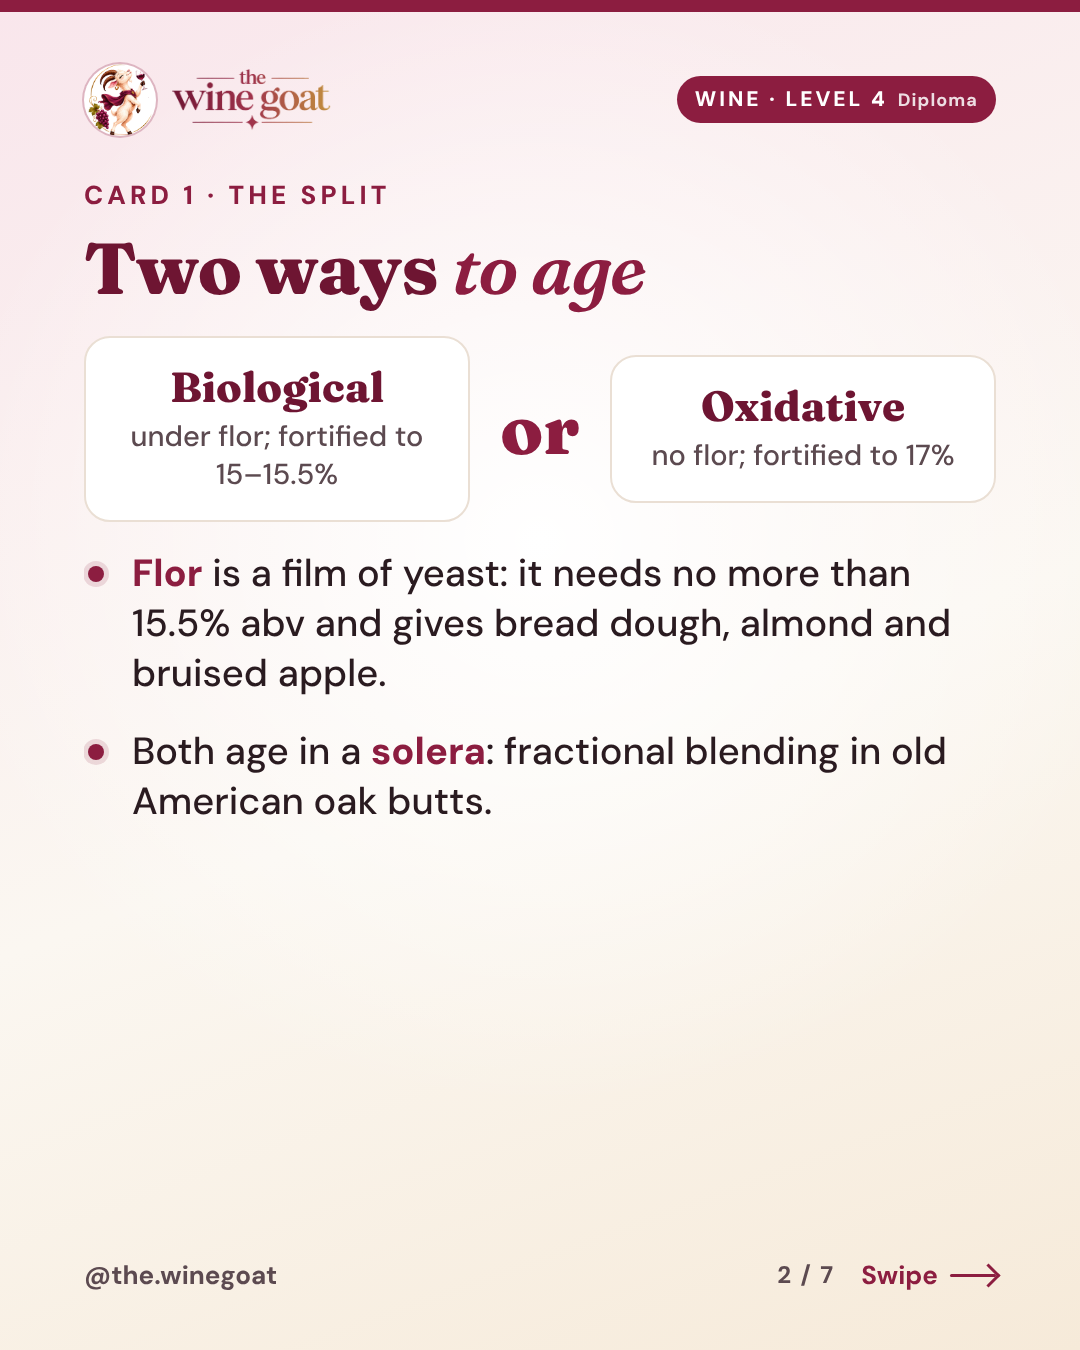 the
wine goat
WINE · LEVEL 4 Diploma
CARD 1 · THE SPLIT
Two ways to age
Biological
under flor; fortified to
15–15.5%
or
Oxidative
no flor; fortified to 17%
Flor is a film of yeast: it needs no more than
15.5% abv and gives bread dough, almond and
bruised apple.
Both age in a solera: fractional blending in old
American oak butts.
@the.winegoat
2 / 7 Swipe